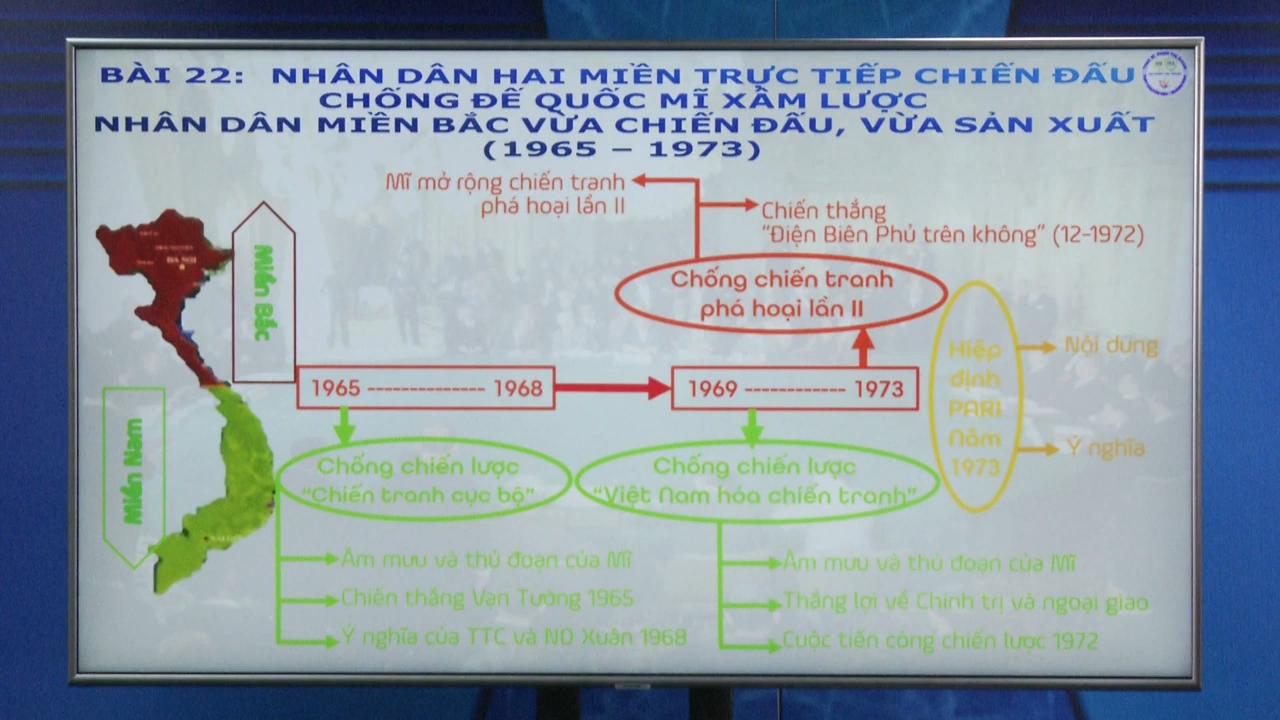 BÀI 22: NHÂN DÂN HAI MIỀN TRỰC TIẾP CHIẾN ĐẤU
CHỐNG ĐẾ QUỐC MĨ XÂM LƯỢC
NHÂN DÂN MIỀN BẮC VỪA CHIẾN ĐẤU, VỪA SẢN XUẤT
(1965 – 1973)
Mĩ mở rộng chiến tranh
phá hoại lần II
Chiến thắng
"Điện Biên Phủ trên không" (12-1972)
Chống chiến tranh
phá hoại lần II
Miền Bắc
HA NOI
1965 -------------- 1968
1969 ------------ 1973
Hiệp
định
PARI
Năm
1973
Nội dung
Ý nghĩa
Miền Nam
Chống chiến lược
"Chiến tranh cục bộ"
Chống chiến lược
"Việt Nam hóa chiến tranh"
Âm mưu và thủ đoạn của Mĩ
Chiến thắng Vạn Tường 1965
Ý nghĩa của TTC và ND Xuân 1968
Âm mưu và thủ đoạn của Mĩ
Thắng lợi về Chính trị và ngoại giao
Cuộc tiến công chiến lược 1972